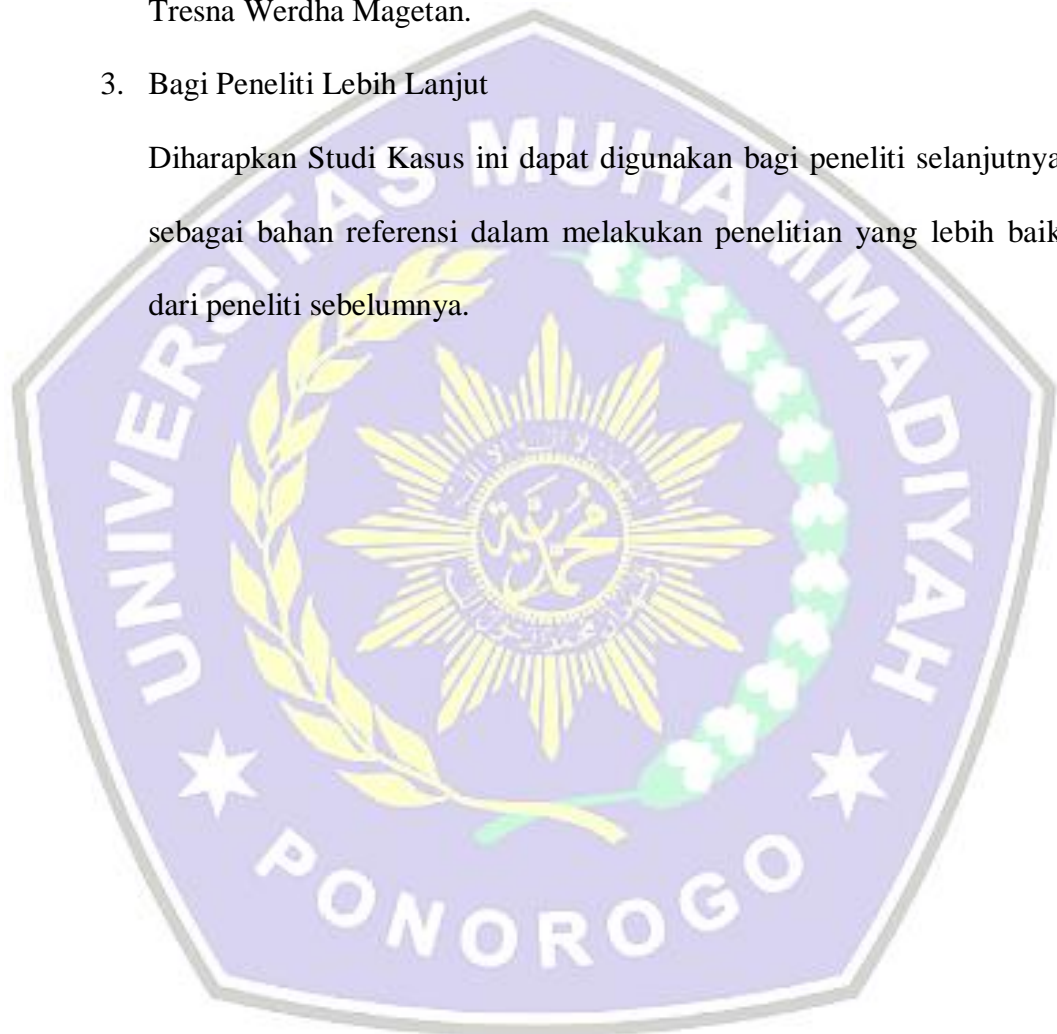 Tresna Werdha Magetan.
3. Bagi Peneliti Lebih Lanjut
Diharapkan Studi Kasus ini dapat digunakan bagi peneliti selanjutnya
sebagai bahan referensi dalam melakukan penelitian yang lebih baik
dari peneliti sebelumnya.
UNIVERSITAS MUHAMMADIYAH
PONOROGO